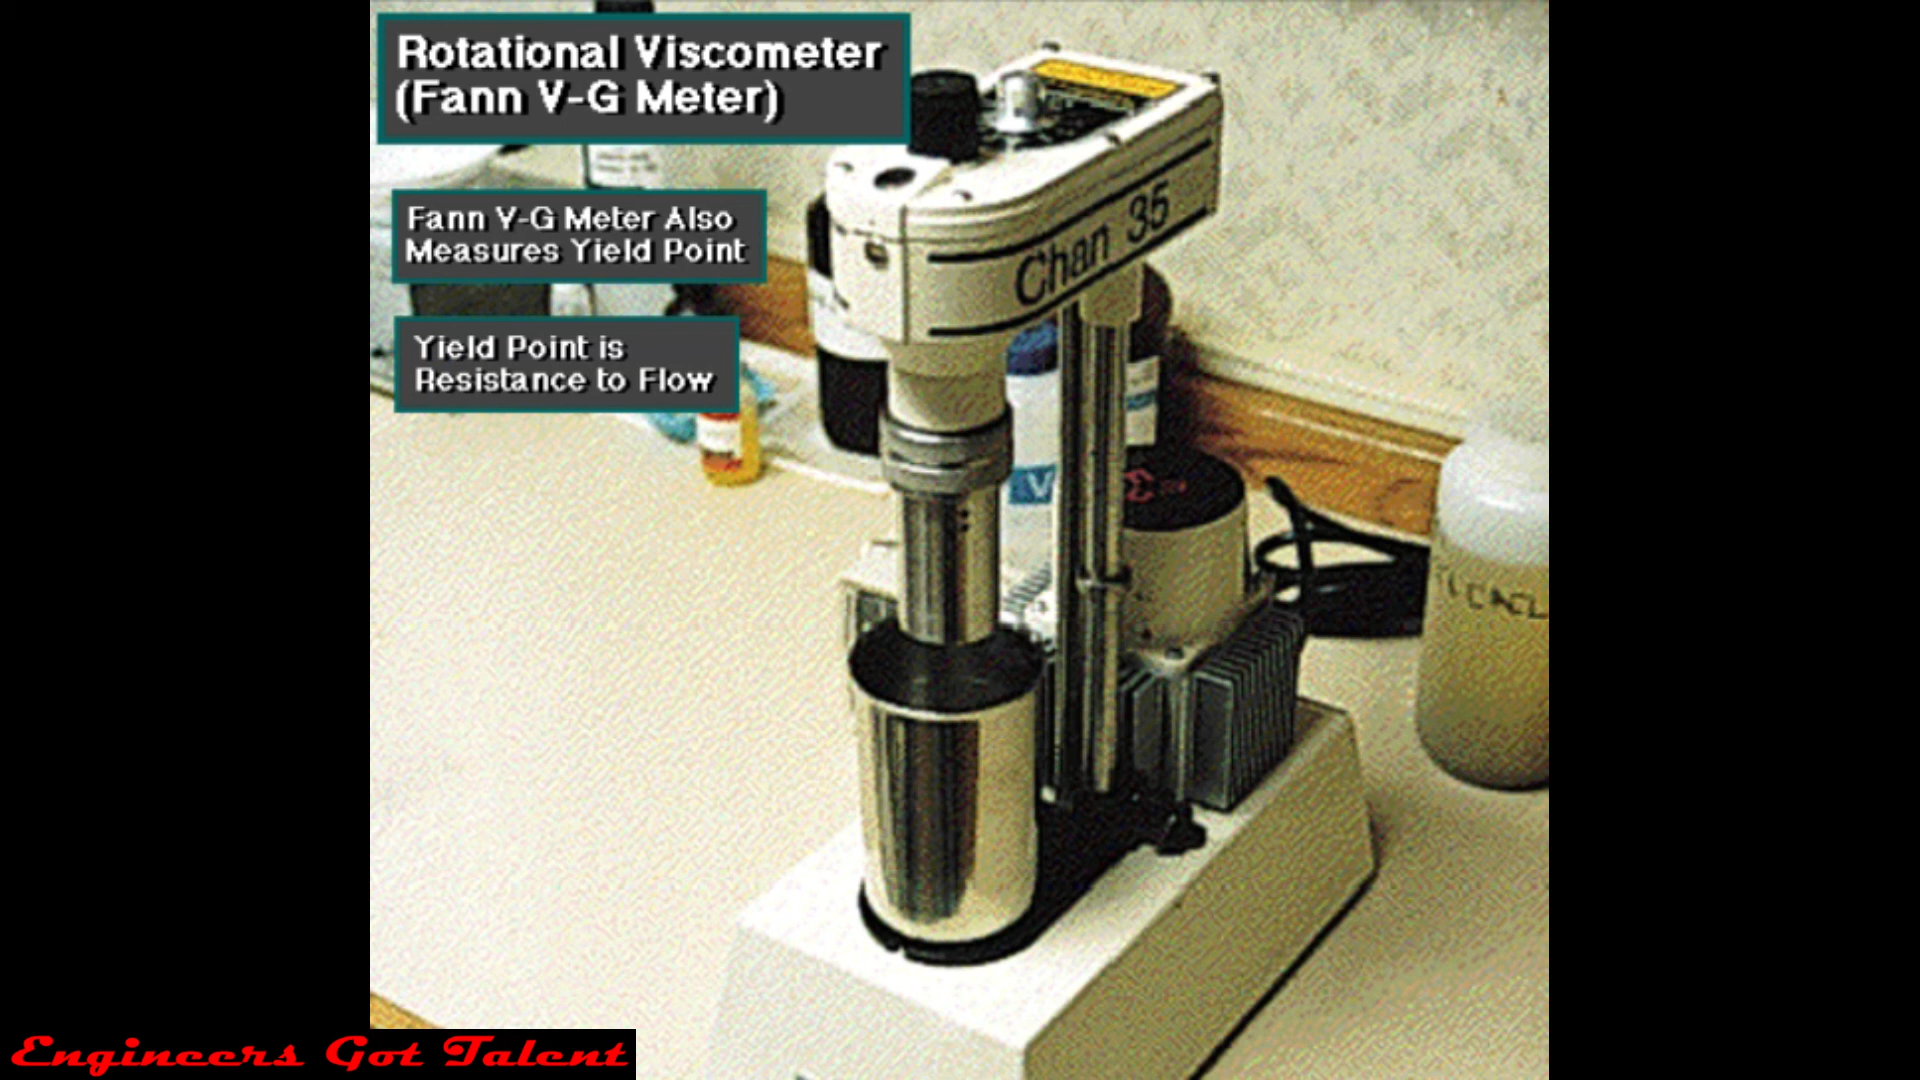 Rotational Viscometer
(Fann V-G Meter)
Fann V-G Meter Also
Measures Yield Point
Yield Point is
Resistance to Flow
Chan 35
V
Engineers Got Talent